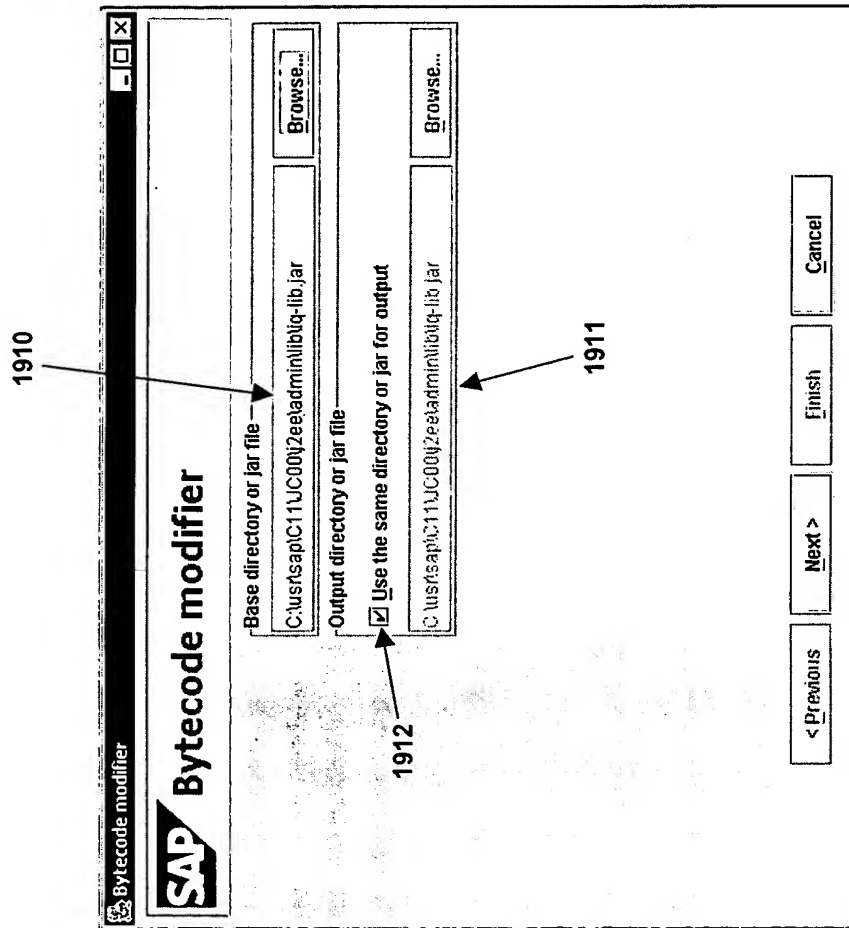 1910
Bytecode modifier
SAP Bytecode modifier
Base directory or jar file
C:\usr\sap\C11\JC00\j2ee\admin\lib\iq-lib.jar
Browse...
Output directory or jar file
Use the same directory or jar for output
1912
C:\usr\sap\C11\JC00\j2ee\admin\lib\iq-lib.jar
Browse...
1911
< Previous
Next >
Finish
Cancel